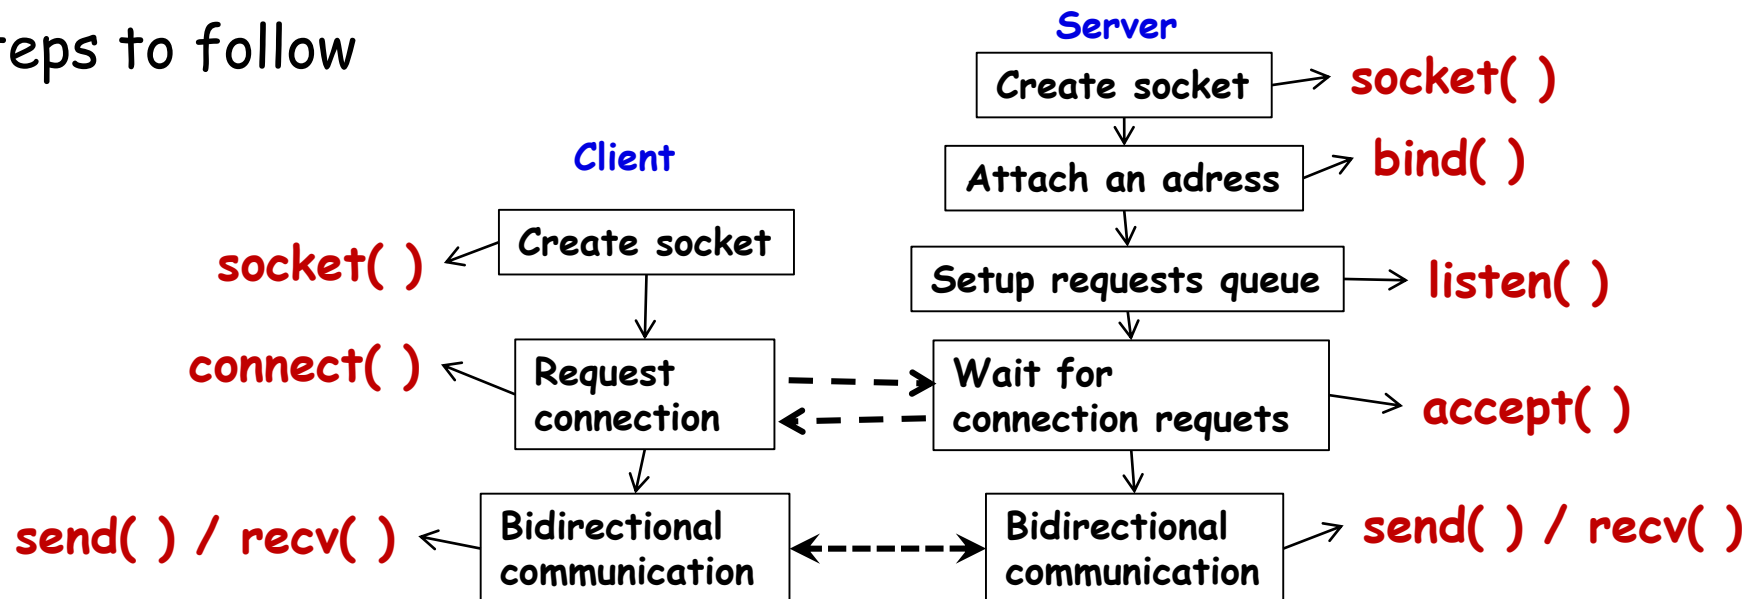 eps to follow
Server
Create socket
socket( )
Attach an adress
bind( )
Setup requests queue
listen( )
Wait for
connection requets
accept( )
Bidirectional
communication
send( ) / recv( )
Client
Create socket
socket( )
Request
connection
connect( )
Bidirectional
communication
send( ) / recv( )